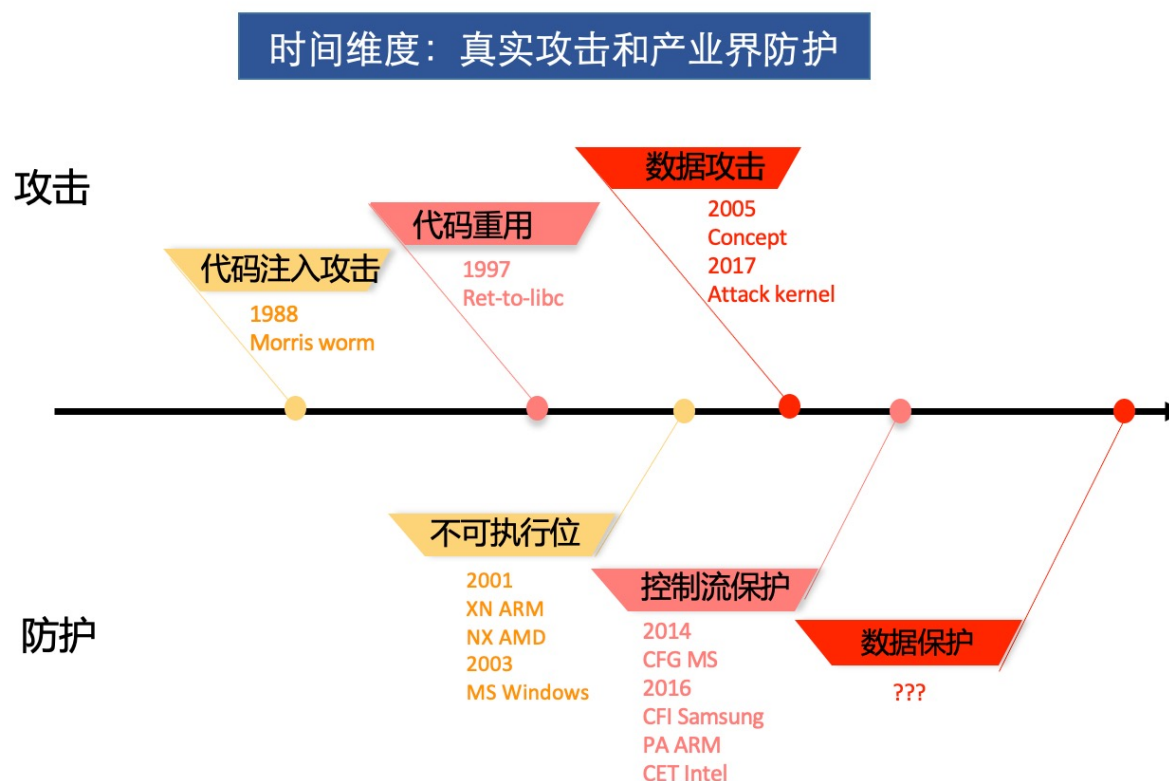 时间维度：真实攻击和产业界防护
攻击
数据攻击
2005
Concept
2017
Attack kernel
代码重用
1997
Ret-to-libc
代码注入攻击
1988
Morris worm
防护
不可执行位
2001
XN ARM
NX AMD
2003
MS Windows
控制流保护
2014
CFG MS
2016
CFI Samsung
PA ARM
CET Intel
数据保护
???